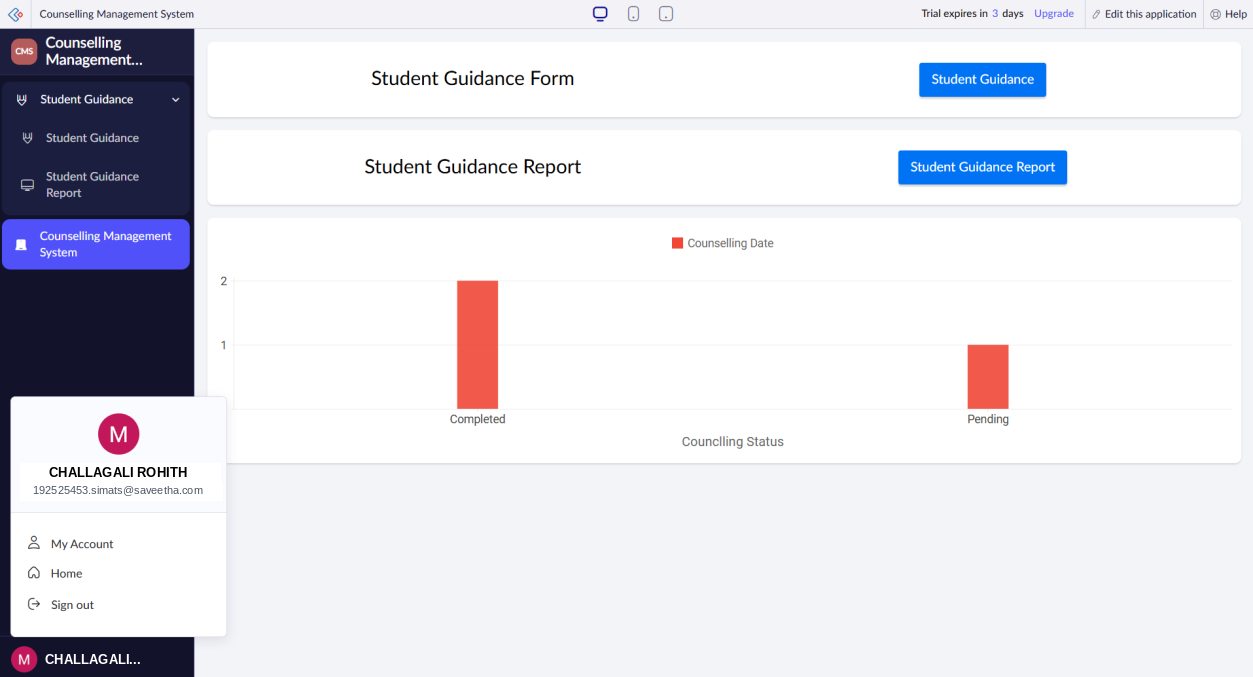 Counselling Management System
Trial expires in 3 days Upgrade
Edit this application
Help
CMS
Counselling
Management...
Student Guidance
Student Guidance
Student Guidance
Report
Counselling Management
System
Student Guidance Form
Student Guidance
Student Guidance Report
Student Guidance Report
Counselling Date
2
1
Completed
Pending
Counclling Status
M
CHALLAGALI ROHITH
192525453.simats@saveetha.com
My Account
Home
Sign out
M
CHALLAGALI...